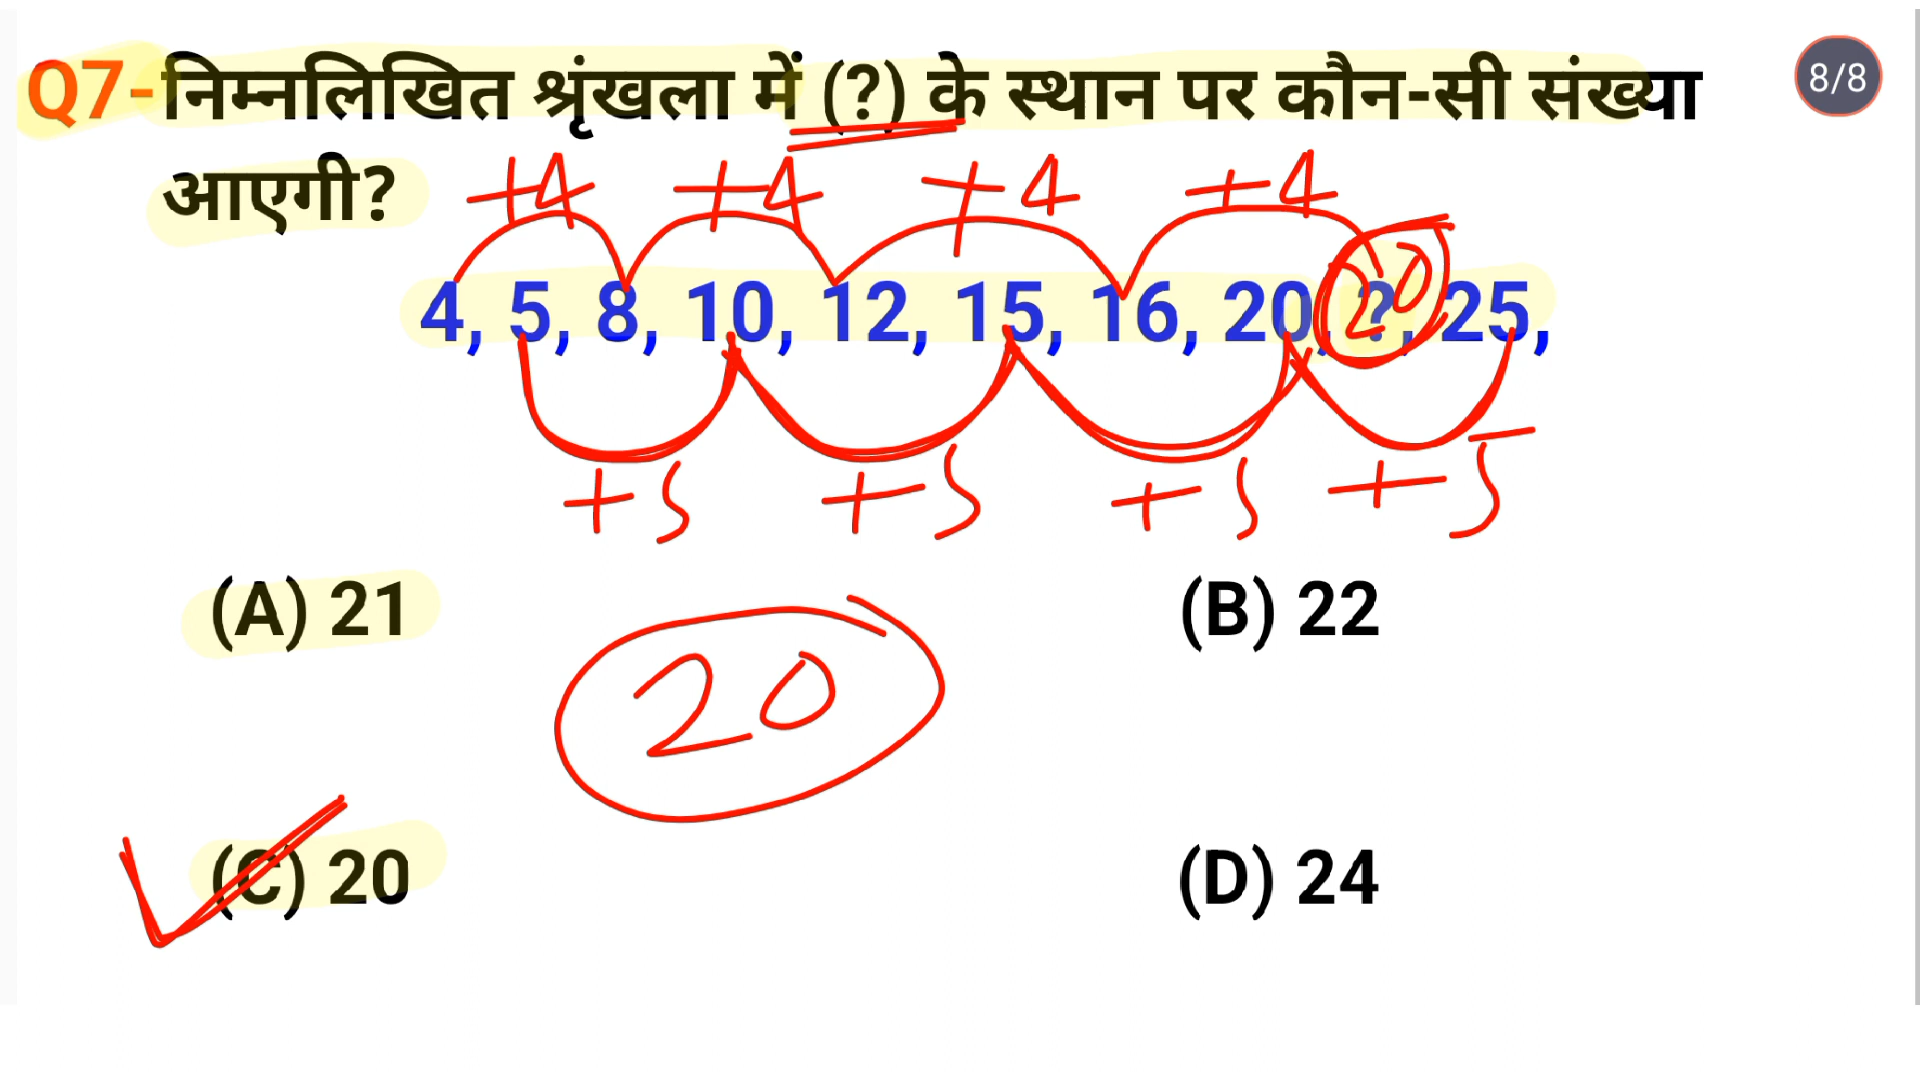 Q7-निम्नलिखित श्रृंखला में (?) के स्थान पर कौन-सी संख्या
8/8
आएगी?
+4 +4 +4 +4
4, 5, 8, 10, 12, 15, 16, 20, ?, 25,
20
+5 +5 +5 +5
(A) 21 (B) 22
20
(C) 20 (D) 24